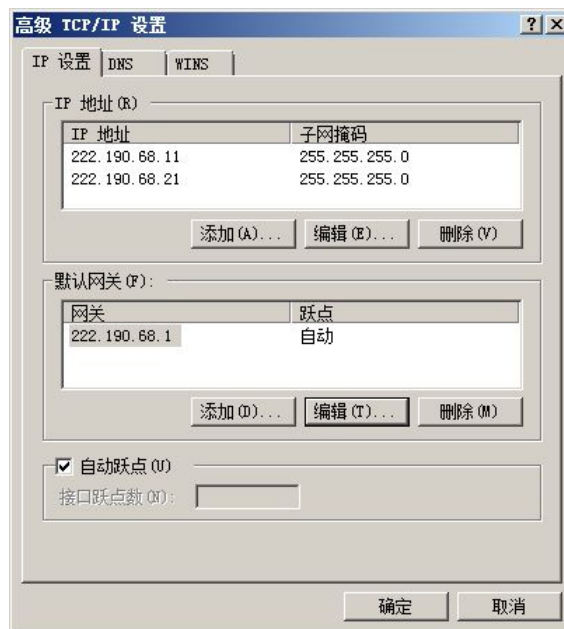 高级 TCP/IP 设置
IP 设置 DNS WINS
IP 地址(R)
IP 地址 子网掩码
222.190.68.11 255.255.255.0
222.190.68.21 255.255.255.0
添加(A)... 编辑(E)... 删除(V)
默认网关(F):
网关 跃点
222.190.68.1 自动
添加(D)... 编辑(T)... 删除(M)
自动跃点(U)
接口跃点数(N):
确定 取消